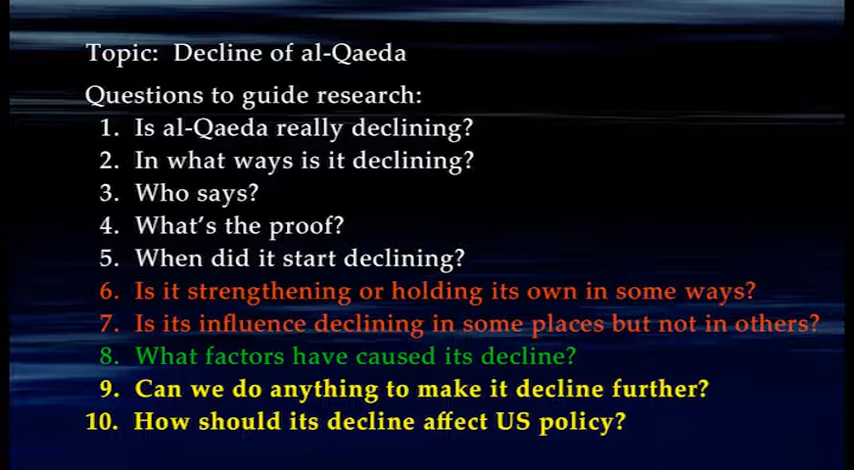 Topic: Decline of al-Qaeda
Questions to guide research:
1. Is al-Qaeda really declining?
2. In what ways is it declining?
3. Who says?
4. What's the proof?
5. When did it start declining?
6. Is it strengthening or holding its own in some ways?
7. Is its influence declining in some places but not in others?
8. What factors have caused its decline?
9. Can we do anything to make it decline further?
10. How should its decline affect US policy?